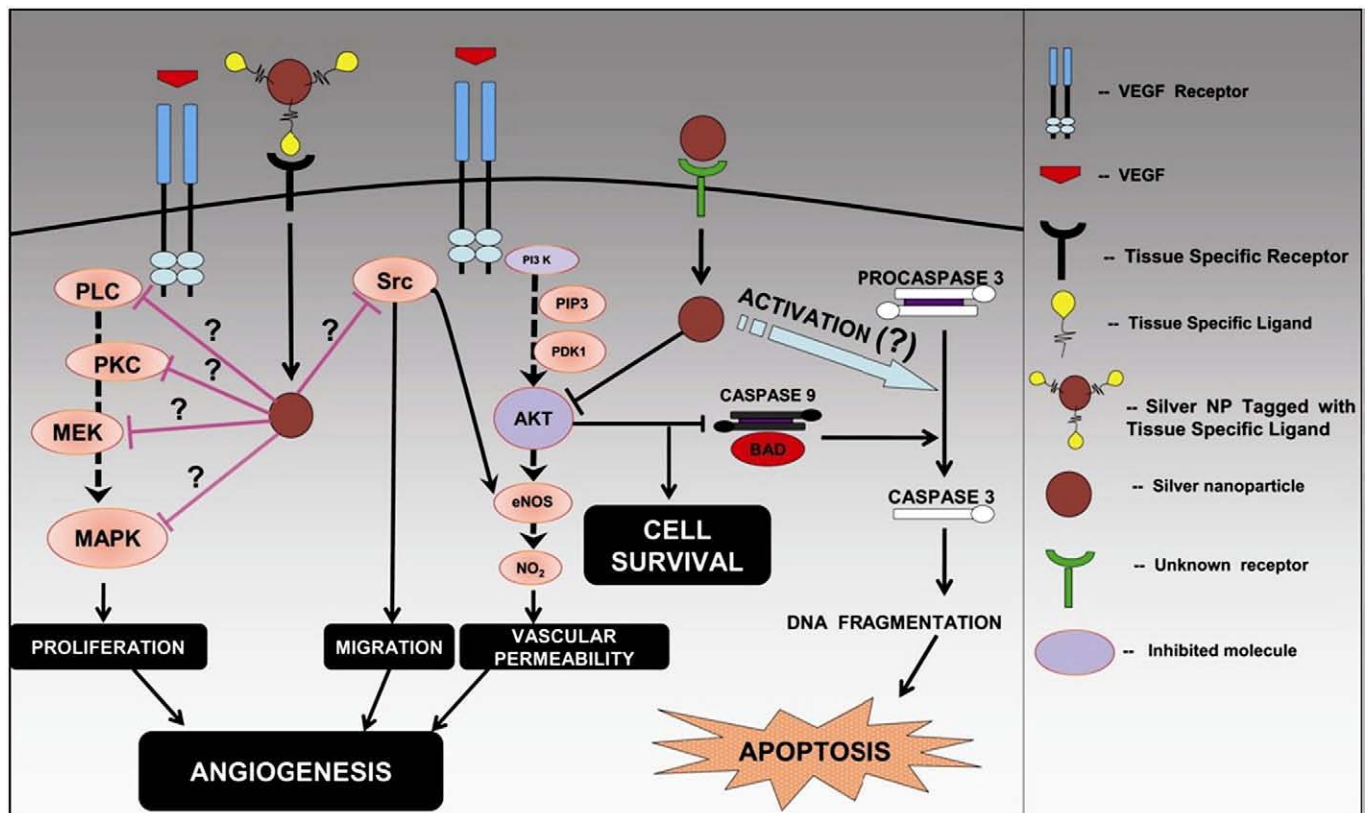 PLC
PKC
MEK
MAPK
?
?
?
?
?
Src
PI3 K
PIP3
PDK1
AKT
eNOS
NO₂
PROLIFERATION
MIGRATION
VASCULAR
PERMEABILITY
ANGIOGENESIS
CELL
SURVIVAL
ACTIVATION (?)
PROCASPASE 3
CASPASE 9
BAD
CASPASE 3
DNA FRAGMENTATION
APOPTOSIS
-- VEGF Receptor
-- VEGF
-- Tissue Specific Receptor
-- Tissue Specific Ligand
-- Silver NP Tagged with
Tissue Specific Ligand
-- Silver nanoparticle
-- Unknown receptor
-- Inhibited molecule